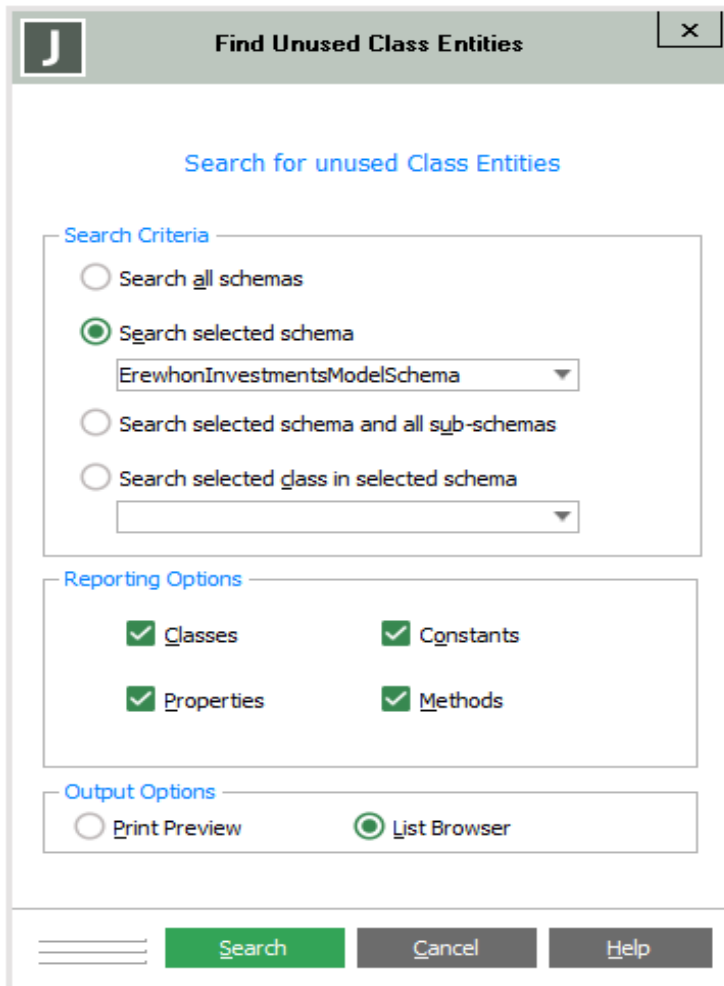 J
Find Unused Class Entities
×
Search for unused Class Entities
Search Criteria
Search all schemas
Search selected schema
ErewhonInvestmentsModelSchema
Search selected schema and all sub-schemas
Search selected class in selected schema
Reporting Options
Classes Constants
Properties Methods
Output Options
Print Preview List Browser
Search Cancel Help